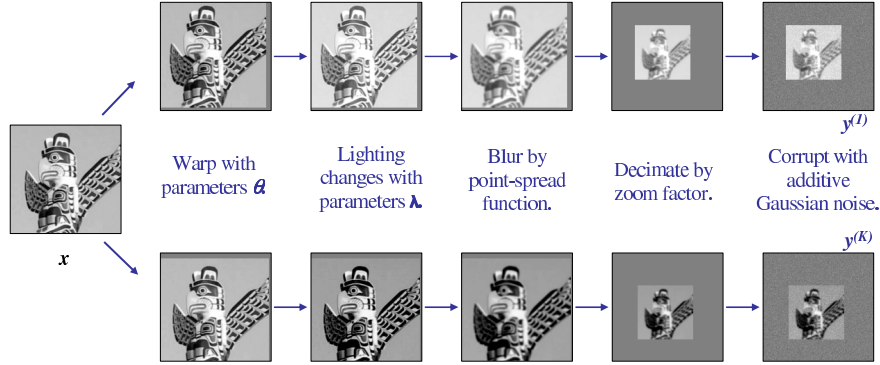 y(1)
Warp with
parameters θ.
Lighting
changes with
parameters λ.
Blur by
point-spread
function.
Decimate by
zoom factor.
Corrupt with
additive
Gaussian noise.
x
y(K)